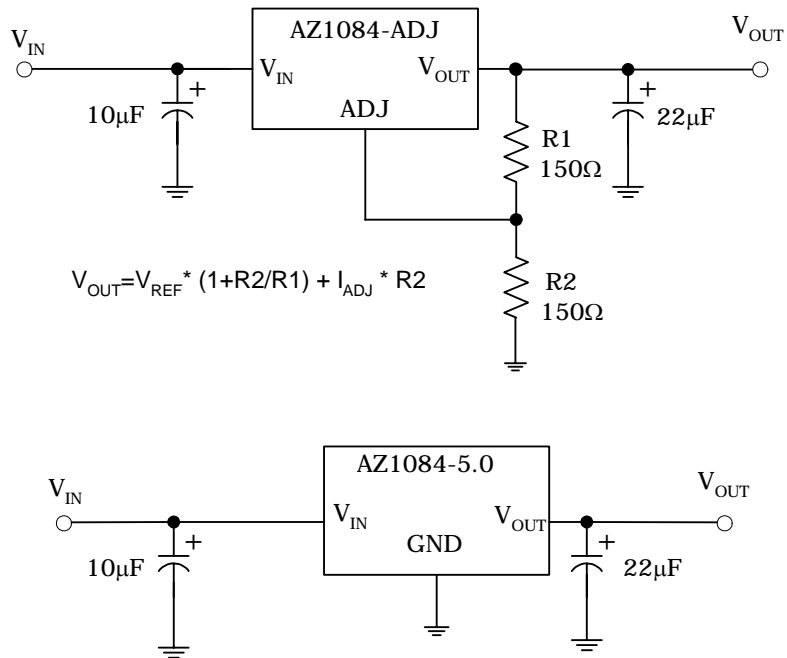 AZ1084-ADJ
V_IN
V_OUT
V_IN
V_OUT
+
+
10μF
ADJ
22μF
R1
150Ω
V_OUT=V_REF* (1+R2/R1) + I_ADJ * R2
R2
150Ω
AZ1084-5.0
V_IN
V_OUT
V_IN
V_OUT
+
+
GND
10μF
22μF